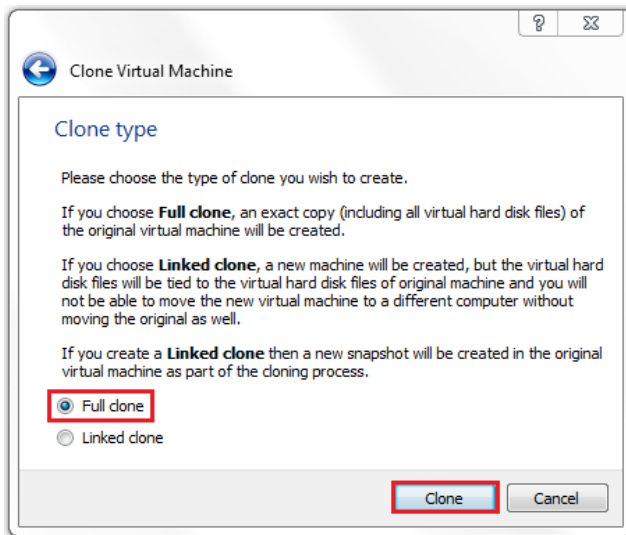 Clone Virtual Machine
Clone type
Please choose the type of clone you wish to create.
If you choose Full clone, an exact copy (including all virtual hard disk files) of
the original virtual machine will be created.
If you choose Linked clone, a new machine will be created, but the virtual hard
disk files will be tied to the virtual hard disk files of original machine and you will
not be able to move the new virtual machine to a different computer without
moving the original as well.
If you create a Linked clone then a new snapshot will be created in the original
virtual machine as part of the cloning process.
Full clone
Linked clone
Clone Cancel